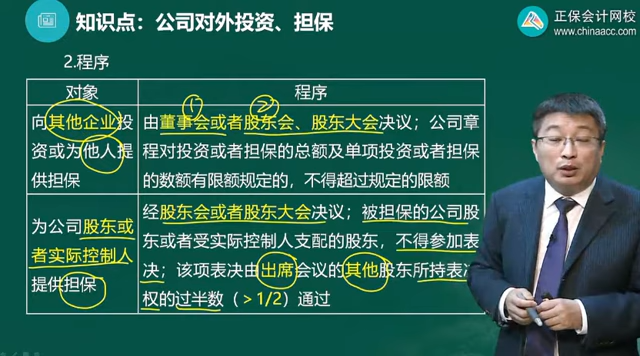 知识点：公司对外投资、担保
正保会计网校
www.chinaacc.com
2.程序
对象
程序
向其他企业投
资或为他人提
供担保
① ②
由董事会或者股东会、股东大会决议；公司章
程对投资或者担保的总额及单项投资或者担保
的数额有限额规定的，不得超过规定的限额
为公司股东或
者实际控制人
提供担保
经股东会或者股东大会决议；被担保的公司股
东或者受实际控制人支配的股东，不得参加表
决；该项表决由出席会议的其他股东所持表决
权的过半数（＞1/2）通过